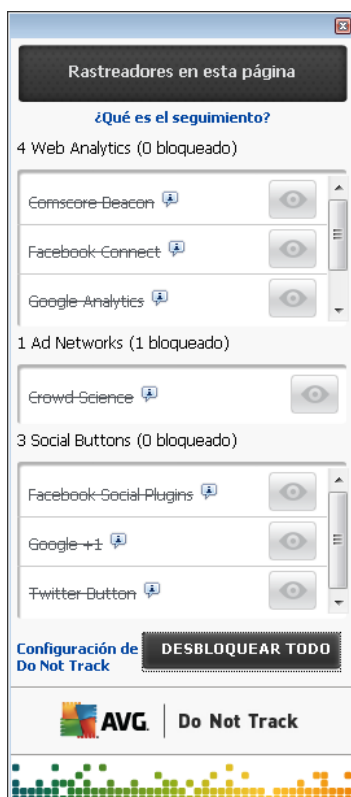 Rastreadores en esta página
¿Qué es el seguimiento?
4 Web Analytics (0 bloqueado)
Comscore Beacon
Facebook Connect
Google Analytics
1 Ad Networks (1 bloqueado)
Crowd Science
3 Social Buttons (0 bloqueado)
Facebook Social Plugins
Google +1
Twitter Button
Configuración de
Do Not Track
DESBLOQUEAR TODO
AVG. Do Not Track